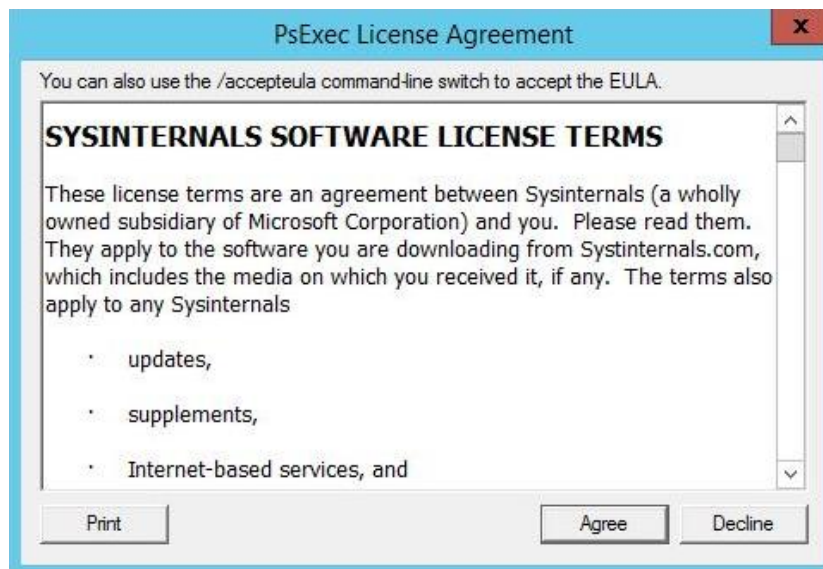 PsExec License Agreement
x
You can also use the /accepteula command-line switch to accept the EULA.
SYSINTERNALS SOFTWARE LICENSE TERMS
These license terms are an agreement between Sysinternals (a wholly
owned subsidiary of Microsoft Corporation) and you.  Please read them.
They apply to the software you are downloading from Systinternals.com,
which includes the media on which you received it, if any.  The terms also
apply to any Sysinternals
· updates,
· supplements,
· Internet-based services, and
Print Agree Decline